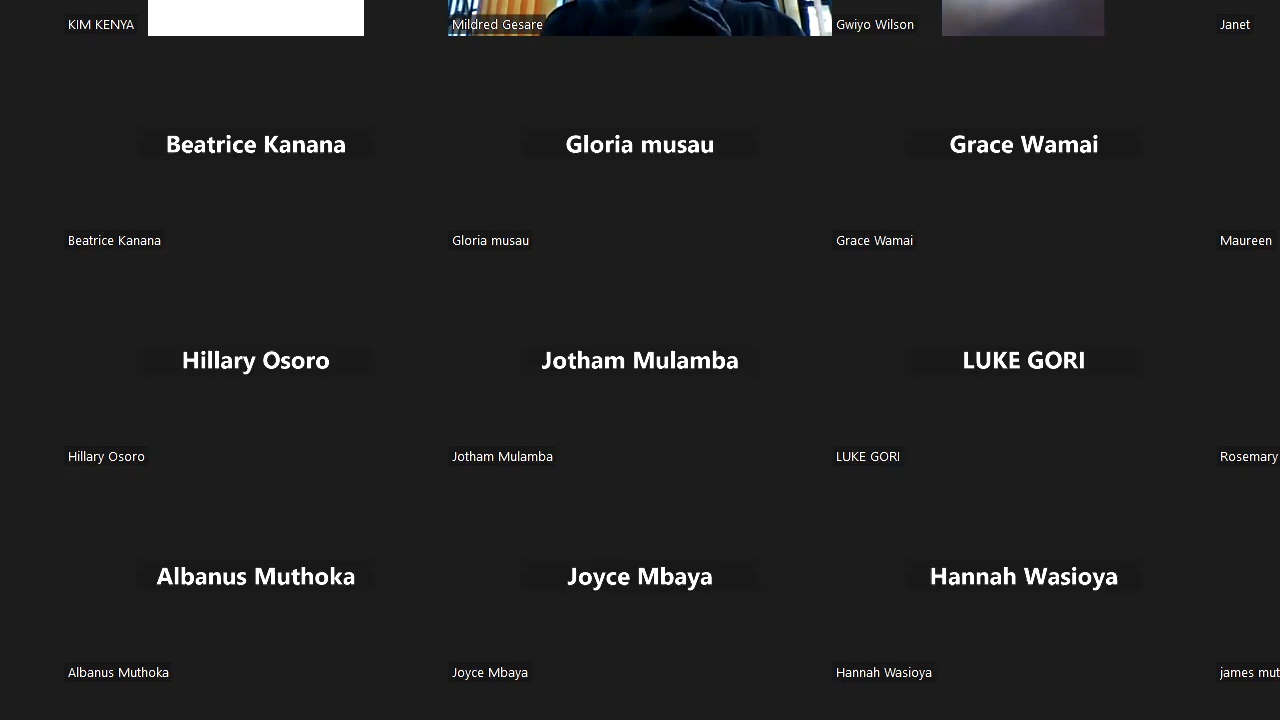 KIM KENYA
Mildred Gesare
Gwiyo Wilson
Janet
Beatrice Kanana
Gloria musau
Grace Wamai
Beatrice Kanana
Gloria musau
Grace Wamai
Maureen
Hillary Osoro
Jotham Mulamba
LUKE GORI
Hillary Osoro
Jotham Mulamba
LUKE GORI
Rosemary
Albanus Muthoka
Joyce Mbaya
Hannah Wasioya
Albanus Muthoka
Joyce Mbaya
Hannah Wasioya
james mut